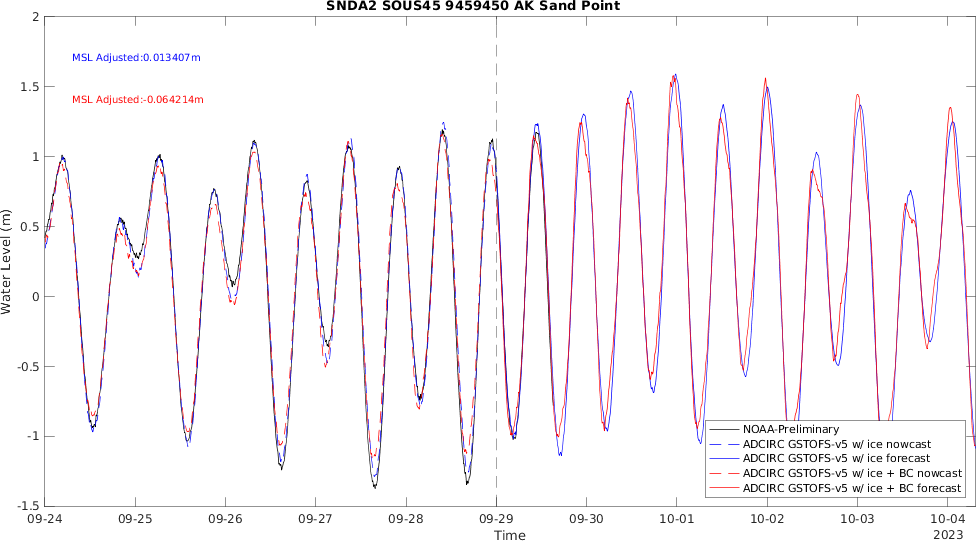 SNDA2 SOUS45 9459450 AK Sand Point
MSL Adjusted:0.013407m
MSL Adjusted:-0.064214m
Water Level (m)
2
1.5
1
0.5
0
-0.5
-1
-1.5
NOAA-Preliminary
ADCIRC GSTOFS-v5 w/ ice nowcast
ADCIRC GSTOFS-v5 w/ ice forecast
ADCIRC GSTOFS-v5 w/ ice + BC nowcast
ADCIRC GSTOFS-v5 w/ ice + BC forecast
09-24 09-25 09-26 09-27 09-28 09-29 09-30 10-01 10-02 10-03 10-04
Time
2023